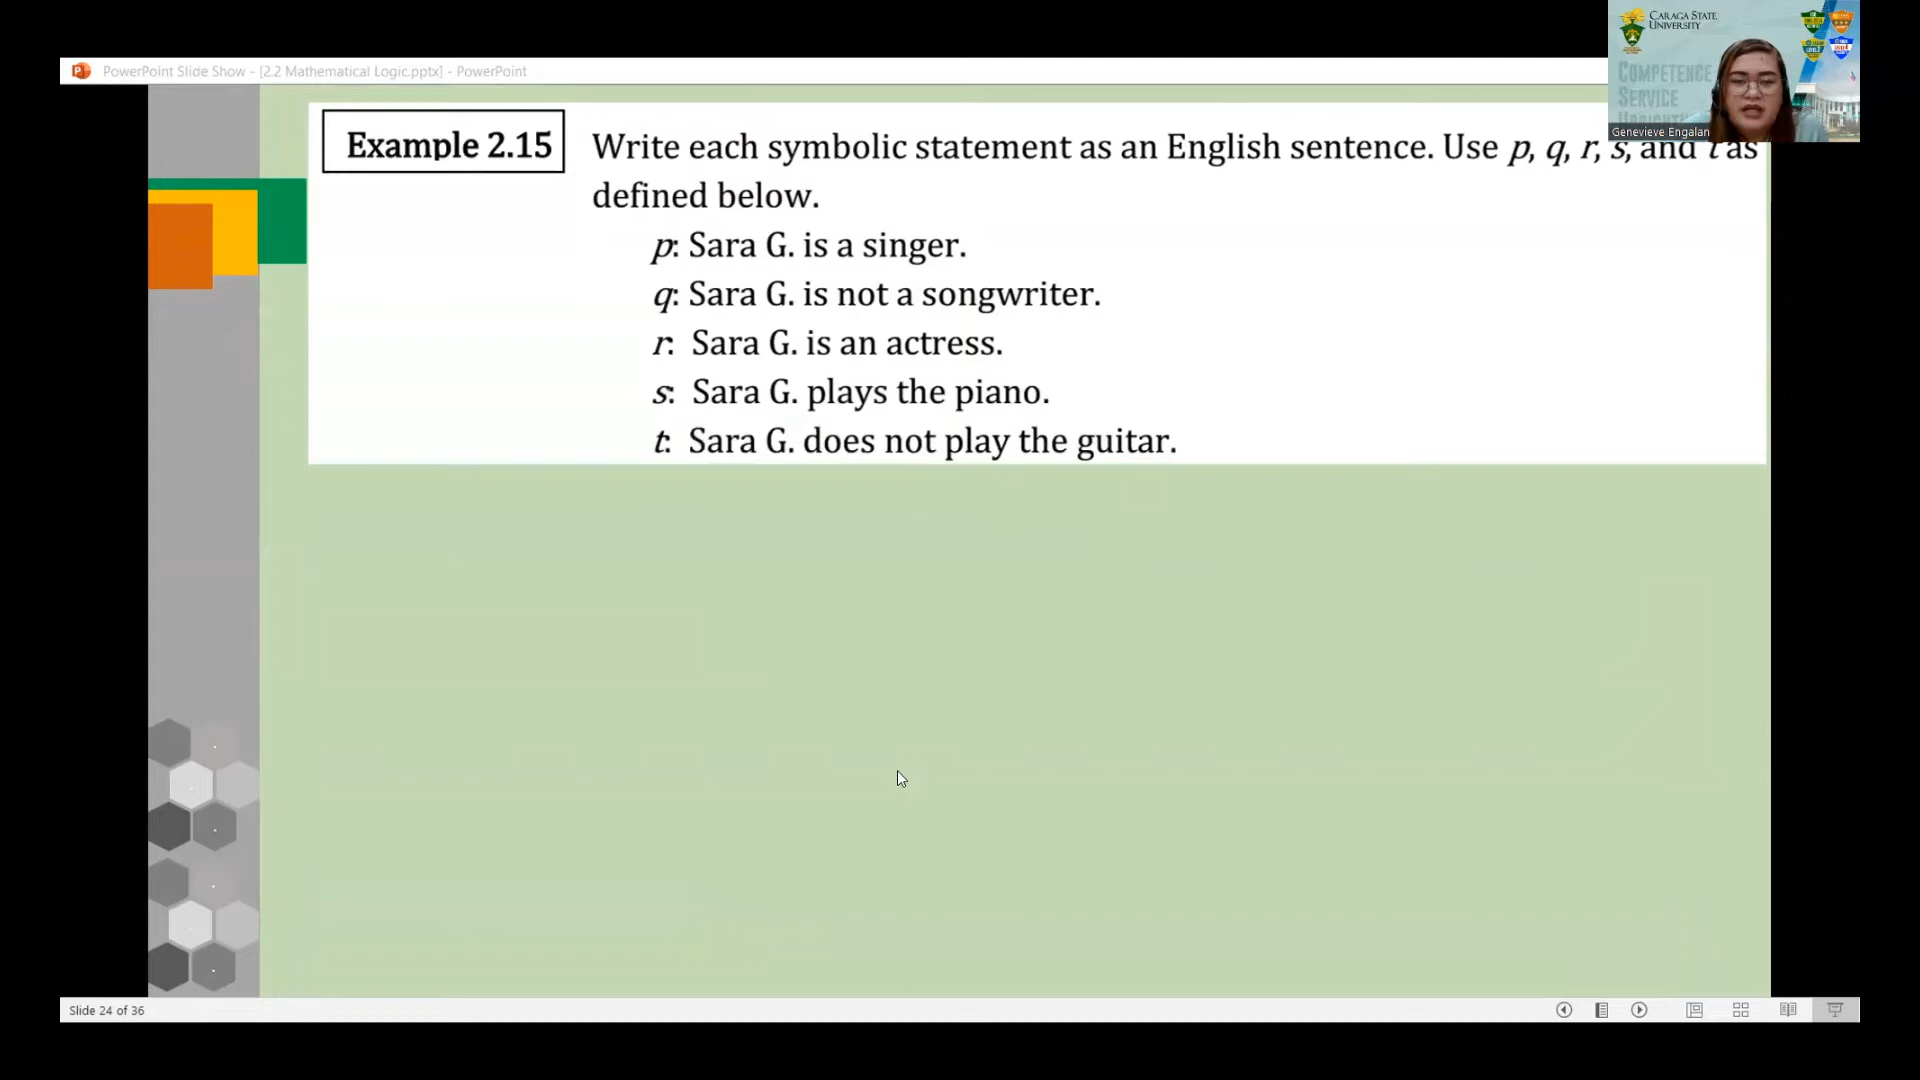 CARAGA STATE
UNIVERSITY
COMPETENCE
SERVICE
Genevieve Engalan
PowerPoint Slide Show - [2.2 Mathematical Logic.pptx] - PowerPoint
Example 2.15
Write each symbolic statement as an English sentence. Use p, q, r, s, and t as
defined below.
p: Sara G. is a singer.
q: Sara G. is not a songwriter.
r: Sara G. is an actress.
s: Sara G. plays the piano.
t: Sara G. does not play the guitar.
Slide 24 of 36